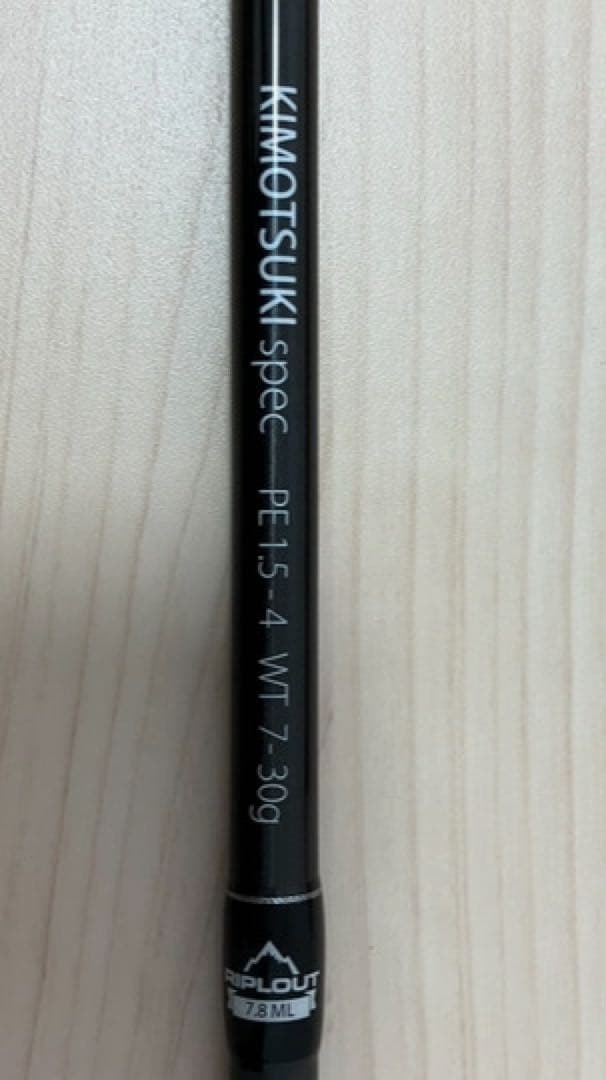 KIMOTSUKI spec PE 1.5 - 4 WT 7 - 30g
RIPLOUT
7.8 ML